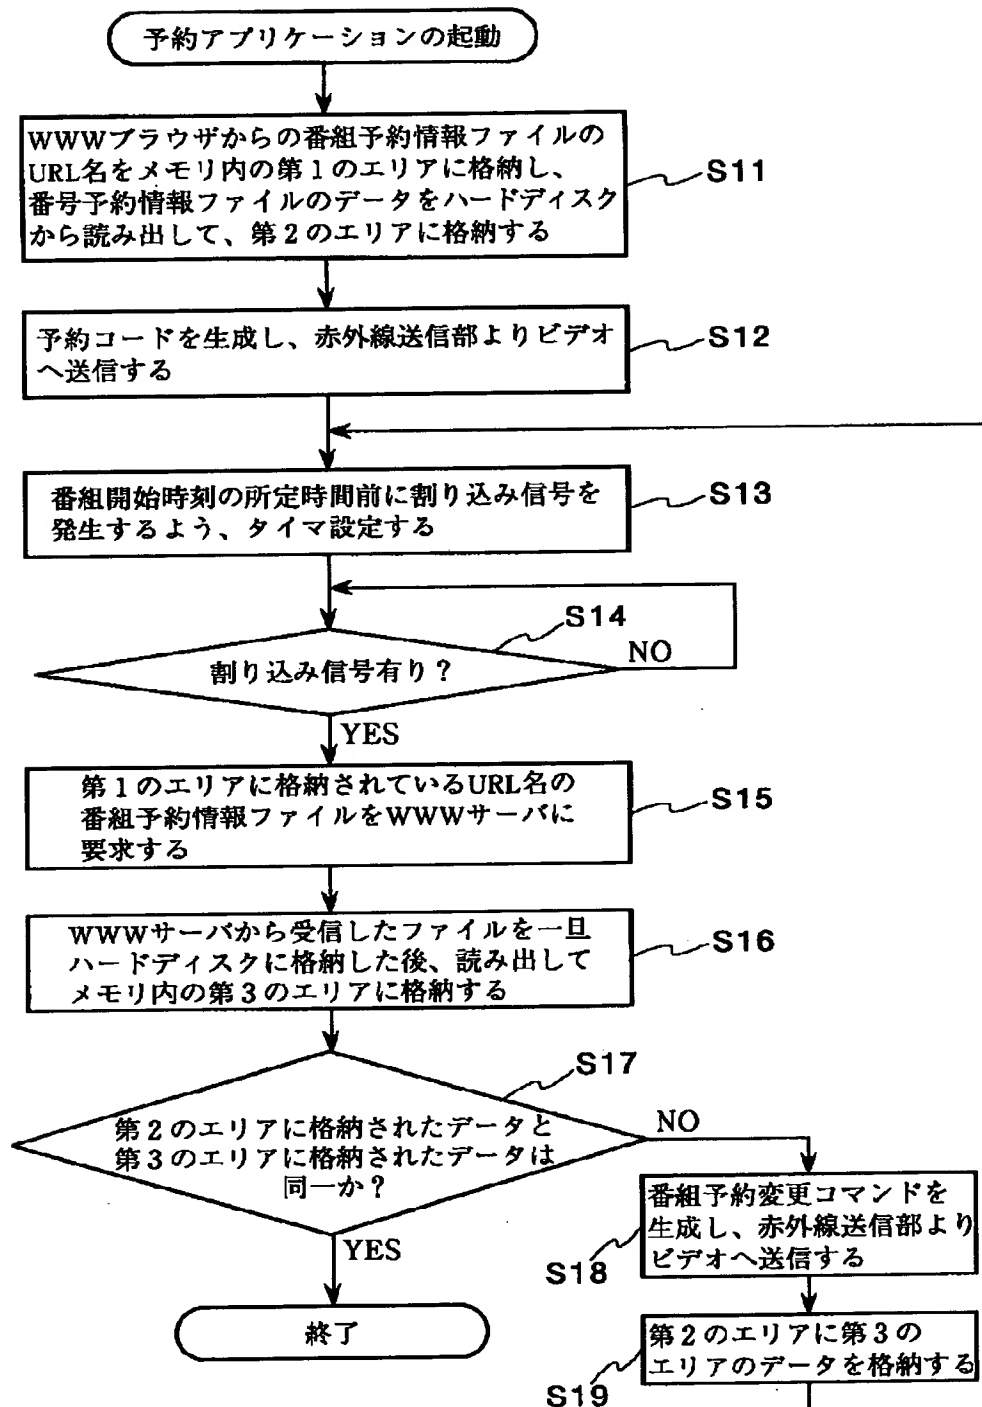 予約アプリケーションの起動
WWWブラウザからの番組予約情報ファイルの
URL名をメモリ内の第1のエリアに格納し、
番号予約情報ファイルのデータをハードディスク
から読み出して、第2のエリアに格納する
S11
予約コードを生成し、赤外線送信部よりビデオ
へ送信する
S12
番組開始時刻の所定時間前に割り込み信号を
発生するよう、タイマ設定する
S13
S14
割り込み信号有り?
NO
YES
第1のエリアに格納されているURL名の
番組予約情報ファイルをWWWサーバに
要求する
S15
WWWサーバから受信したファイルを一旦
ハードディスクに格納した後、読み出して
メモリ内の第3のエリアに格納する
S16
S17
第2のエリアに格納されたデータと
第3のエリアに格納されたデータは
同一か?
NO
YES
番組予約変更コマンドを
生成し、赤外線送信部より
ビデオへ送信する
S18
終了
第2のエリアに第3の
エリアのデータを格納する
S19